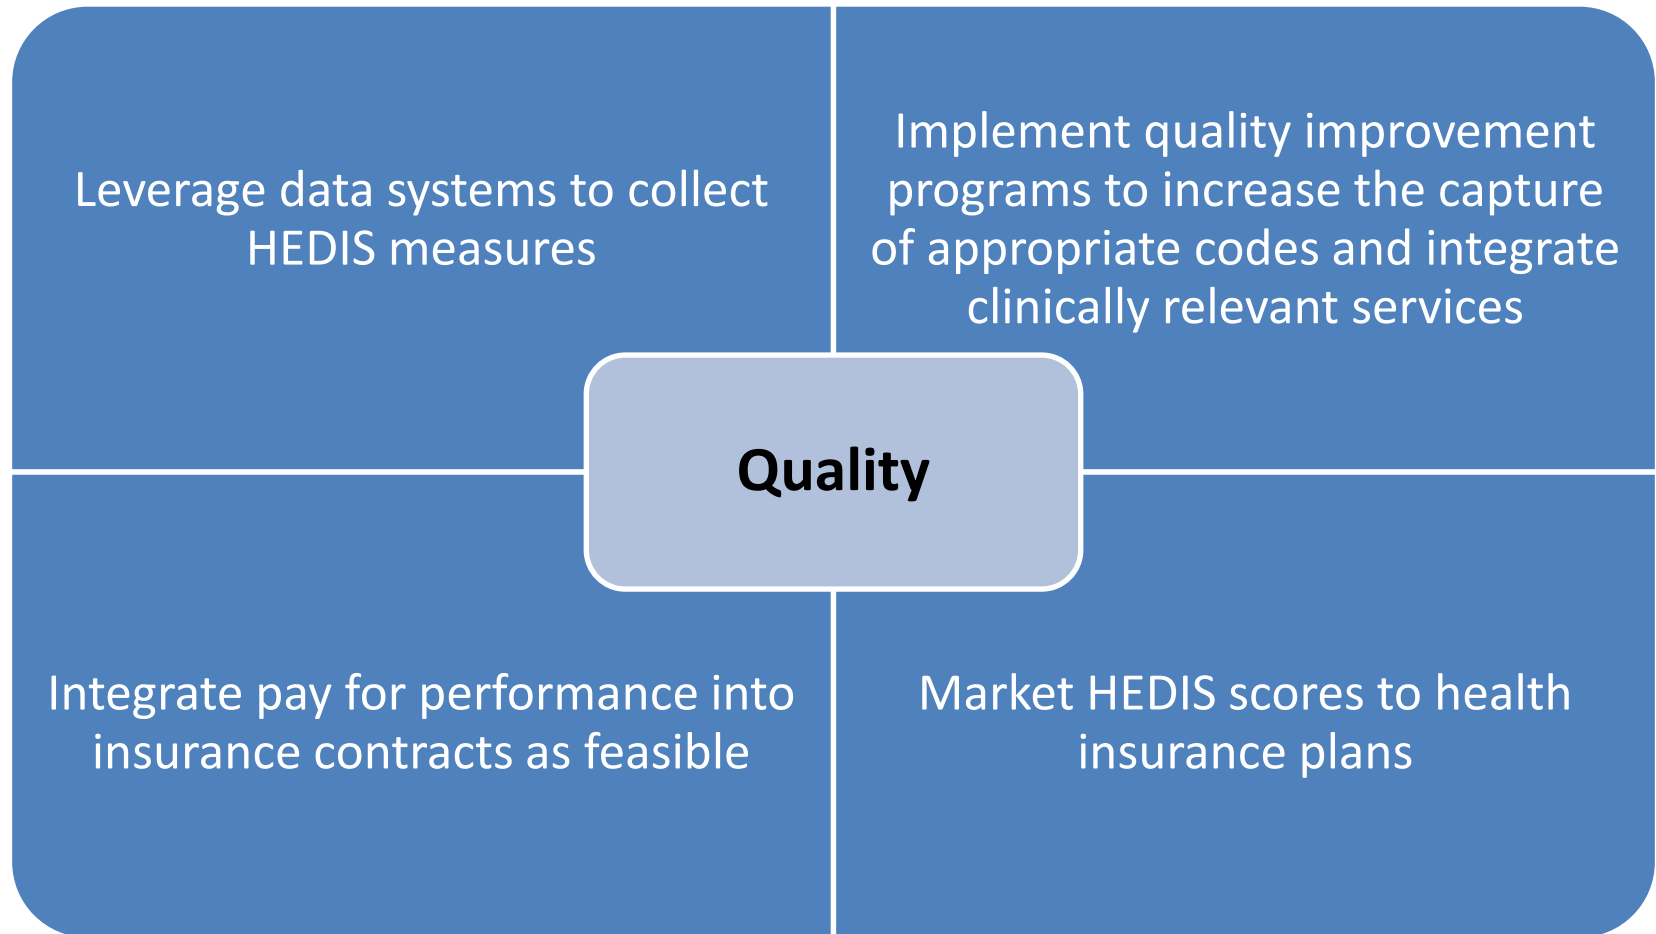 Leverage data systems to collect
HEDIS measures
Implement quality improvement
programs to increase the capture
of appropriate codes and integrate
clinically relevant services
Quality
Integrate pay for performance into
insurance contracts as feasible
Market HEDIS scores to health
insurance plans